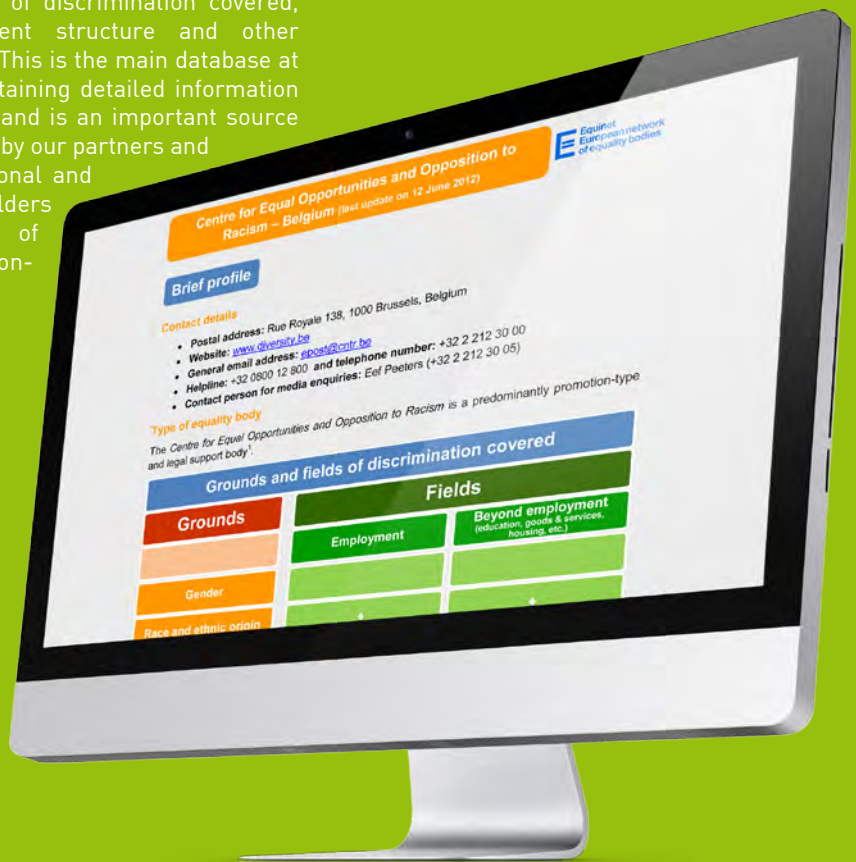 of discrimination covered,
ent structure and other
This is the main database at
taining detailed information
and is an important source
by our partners and
onal and
lders
of
on-
Equinet
European network
of equality bodies
Centre for Equal Opportunities and Opposition to
Racism – Belgium (last update on 12 June 2012)
Brief profile
Contact details
• Postal address: Rue Royale 138, 1000 Brussels, Belgium
• Website: www.diversity.be
• General email address: epost@cntr.be
• Helpline: +32 0800 12 800 and telephone number: +32 2 212 30 00
• Contact person for media enquiries: Eef Peeters (+32 2 212 30 05)
Type of equality body
The Centre for Equal Opportunities and Opposition to Racism is a predominantly promotion-type
and legal support body¹.
Grounds and fields of discrimination covered
Grounds
Fields
Employment
Beyond employment
(education, goods & services,
housing, etc.)
Gender
Race and ethnic origin
+ +